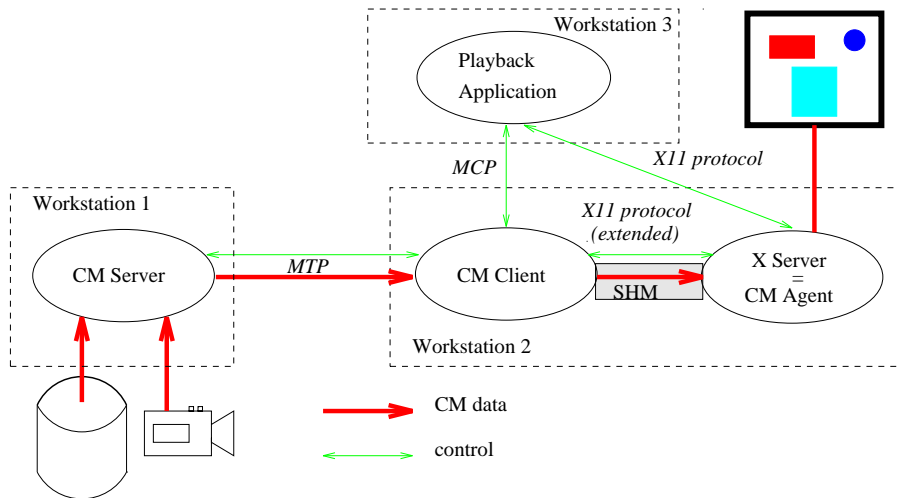 Workstation 3
Playback
Application
MCP
X11 protocol
Workstation 1
X11 protocol
(extended)
CM Server
MTP
CM Client
SHM
X Server
=
CM Agent
Workstation 2
CM data
control